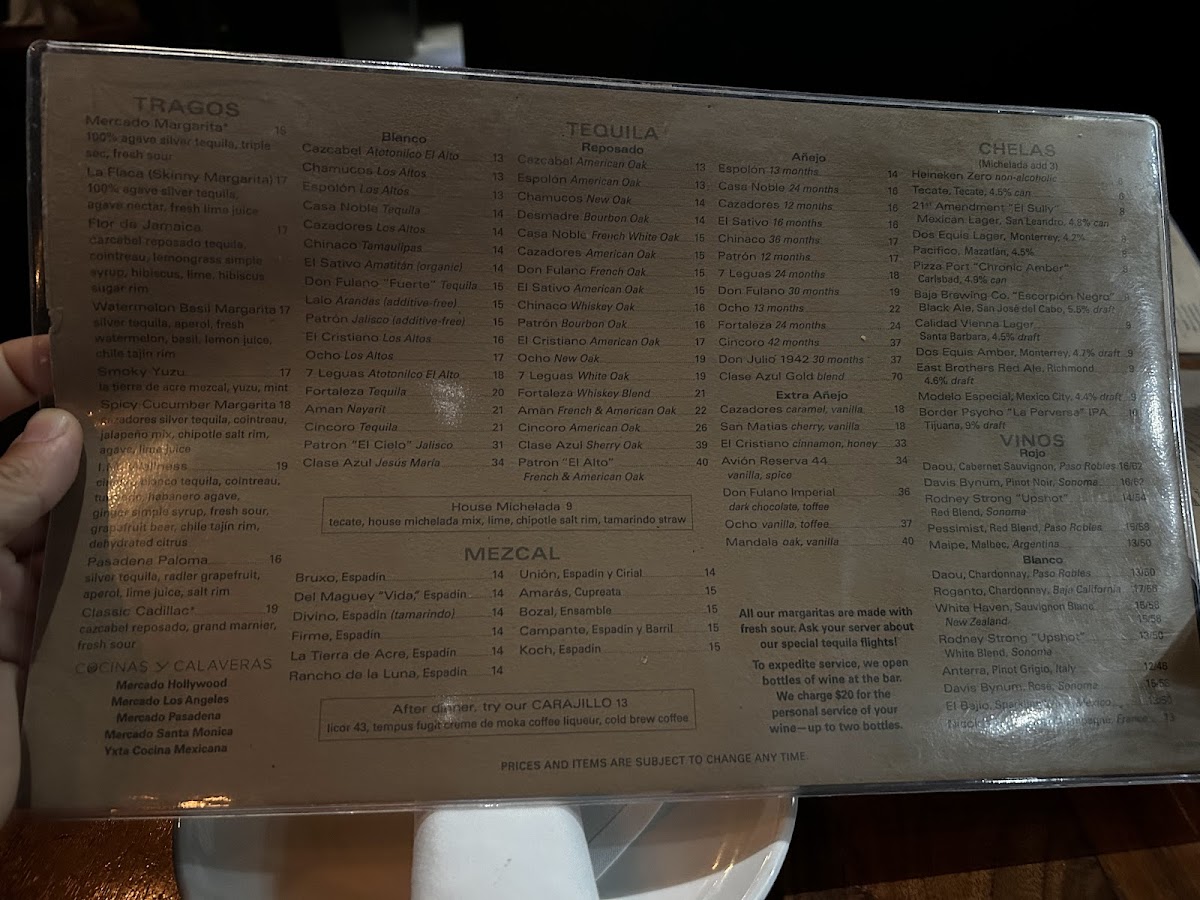 TRAGOS
Mercado Margarita*
100% agave silver tequila, triple
sec, fresh sour
La Flaca (Skinny Margarita) 17
100% agave silver tequila,
agave nectar, fresh lime juice
Flor de Jamaica 17
cazcebel reposado tequila,
cointreau, lemongrass simple
syrup, hibiscus, lime, hibiscus
sugar rim
Watermelon Basil Margarita 17
silver tequila, aperol, fresh
watermelon, basil, lemon juice,
chile tajin rim
Smoky Yuzu 17
la tierra de acre mezcal, yuzu, mint
Spicy Cucumber Margarita 18
cazadores silver tequila, cointreau,
jalapeño mix, chipotle salt rim,
agave, lime juice
19
blanco tequila, cointreau,
habanero agave,
simple syrup, fresh sour,
grapefruit beer, chile tajin rim,
dehydrated citrus
Pasadena Paloma 16
silver tequila, radler grapefruit,
aperol, lime juice, salt rim
Classic Cadillac* 19
cazcabel reposado, grand marnier,
fresh sour
COCINAS Y CALAVERAS
Mercado Hollywood
Mercado Los Angeles
Mercado Pasadena
Mercado Santa Monica
Yxta Cocina Mexicana
TEQUILA
Blanco
Cazcabel Atotonilco El Alto 13
Chamucos Los Altos 13
Espolón Los Altos 13
Casa Noble Tequila 14
Cazadores Los Altos 14
Chinaco Tamaulipas 14
El Sativo Amatitán (organic) 14
Don Fulano "Fuerte" Tequila 15
Lalo Arandas (additive-free) 15
Patrón Jalisco (additive-free) 15
El Cristiano Los Altos 16
Ocho Los Altos 17
7 Leguas Atotonilco El Alto 18
Fortaleza Tequila 20
Aman Nayarit 21
Cincoro Tequila 21
Patron "El Cielo" Jalisco 31
Clase Azul Jesús Maria 34
Reposado
Cazcabel American Oak 13
Espolón American Oak 13
Chamucos New Oak 14
Desmadre Bourbon Oak 14
Casa Noble French White Oak 15
Cazadores American Oak 15
Don Fulano French Oak 15
El Sativo American Oak 15
Chinaco Whiskey Oak 16
Patrón Bourbon Oak 16
El Cristiano American Oak 17
Ocho New Oak 19
7 Leguas White Oak 19
Fortaleza Whiskey Blend 21
Aman French & American Oak 22
Cincoro American Oak 26
Clase Azul Sherry Oak 39
Patron "El Alto" 40
French & American Oak
Añejo
Espolón 13 months 14
Casa Noble 24 months 16
Cazadores 12 months 16
El Sativo 16 months 16
Chinaco 36 months 17
Patrón 12 months 17
7 Leguas 24 months 18
Don Fulano 30 months 19
Ocho 13 months 22
Fortaleza 24 months 24
Cincoro 42 months 37
Don Julio 1942 30 months 37
Clase Azul Gold blend 70
Extra Añejo
Cazadores caramel, vanilla 18
San Matias cherry, vanilla 18
El Cristiano cinnamon, honey 33
Avión Reserva 44 34
vanilla, spice
Don Fulano Imperial 36
dark chocolate, toffee
Ocho vanilla, toffee 37
Mandala oak, vanilla 40
House Michelada 9
tecate, house michelada mix, lime, chipotle salt rim, tamarindo straw
MEZCAL
Bruxo, Espadin 14
Del Maguey "Vida," Espadin 14
Divino, Espadin (tamarindo) 14
Firme, Espadin 14
La Tierra de Acre, Espadin 14
Rancho de la Luna, Espadin 14
Unión, Espadin y Cirial 14
Amarás, Cupreata 15
Bozal, Ensamble 15
Campante, Espadin y Barril 15
Koch, Espadin 15
After dinner, try our CARAJILLO 13
licor 43, tempus fugit creme de moka coffee liqueur, cold brew coffee
All our margaritas are made with
fresh sour. Ask your server about
our special tequila flights!
To expedite service, we open
bottles of wine at the bar.
We charge $20 for the
personal service of your
wine—up to two bottles.
CHELAS
(Michelada add 3)
Heineken Zero non-alcoholic
Tecate, Tecate, 4.5% can
21st Amendment "El Sully" 8
Mexican Lager, San Leandro, 4.8% can
Dos Equis Lager, Monterrey, 4.2%
Pacifico, Mazatlan, 4.5%
Pizza Port "Chronic Amber"
Carlsbad, 4.9% can
Baja Brewing Co. "Escorpión Negro"
Black Ale, San José del Cabo, 5.5% draft
Calidad Vienna Lager 9
Santa Barbara, 4.5% draft
Dos Equis Amber, Monterrey, 4.7% draft 9
East Brothers Red Ale, Richmond 9
4.6% draft
Modelo Especial, Mexico City, 4.4% draft 9
Border Psycho "La Perversa" IPA 10
Tijuana, 9% draft
VINOS
Rojo
Daou, Cabernet Sauvignon, Paso Robles 16/62
Davis Bynum, Pinot Noir, Sonoma 16/62
Rodney Strong "Upshot" 14/54
Red Blend, Sonoma
Pessimist, Red Blend, Paso Robles 15/58
Maipe, Malbec, Argentina 13/50
Blanco
Daou, Chardonnay, Paso Robles 13/50
Roganto, Chardonnay, Baja California 17/66
White Haven, Sauvignon Blanc
New Zealand 15/58
Rodney Strong "Upshot" 13/50
White Blend, Sonoma
Anterra, Pinot Grigio, Italy 12/46
Davis Bynum, Rosé, Sonoma 15/58
El Bajio, Mexico
France 13
PRICES AND ITEMS ARE SUBJECT TO CHANGE ANY TIME